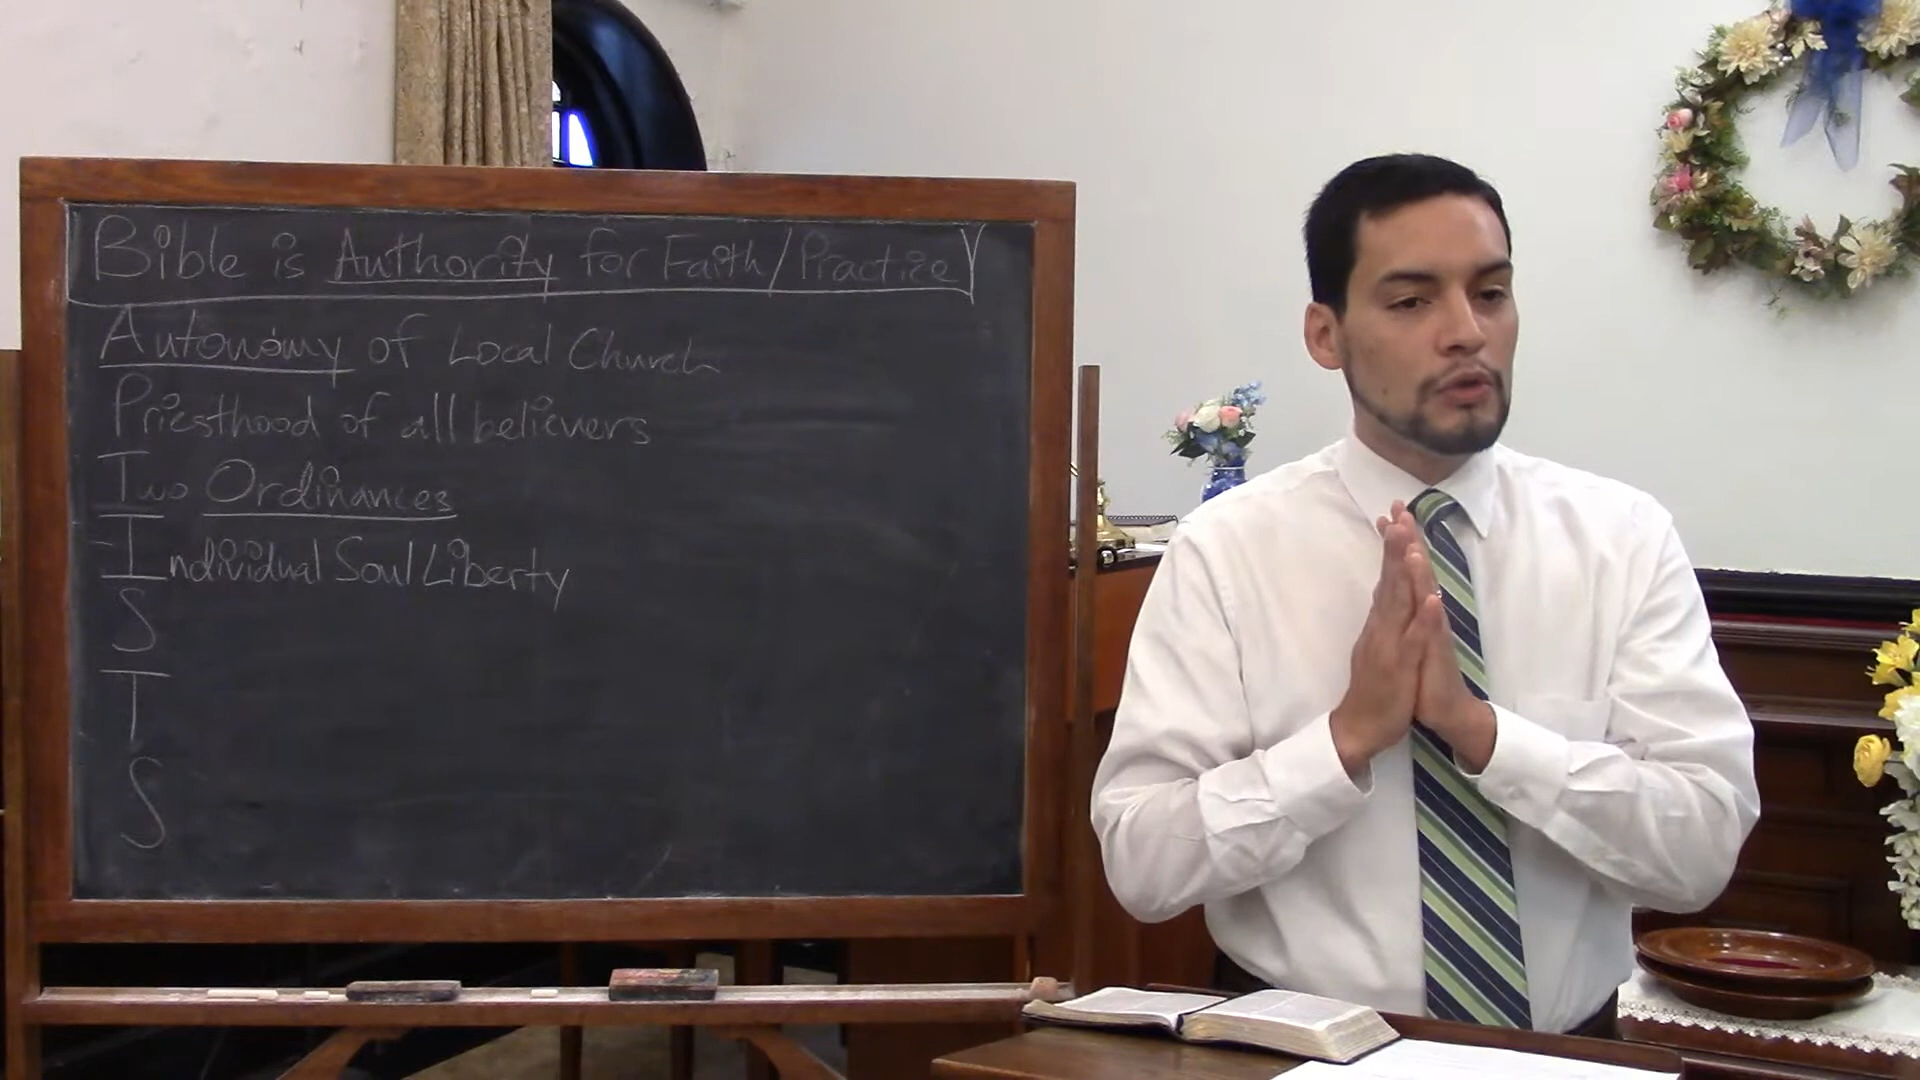 Bible is Authority for Faith/Practice
Autonomy of Local Church
Priesthood of all believers
Two Ordinances
Individual Soul Liberty
S
T
S